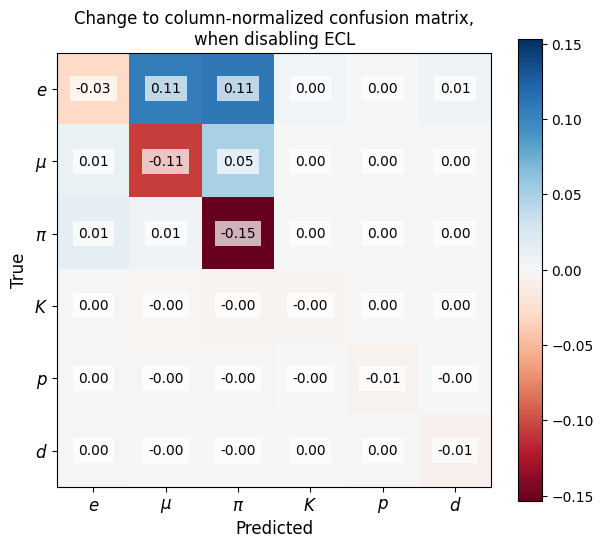 Change to column-normalized confusion matrix,
when disabling ECL
e -0.03 0.11 0.11 0.00 0.00 0.01
μ 0.01 -0.11 0.05 0.00 0.00 0.00
π 0.01 0.01 -0.15 0.00 0.00 0.00
K 0.00 -0.00 -0.00 -0.00 0.00 0.00
p 0.00 -0.00 -0.00 -0.00 -0.01 -0.00
d 0.00 -0.00 -0.00 0.00 0.00 -0.01
e μ π K p d
Predicted
True
0.15
0.10
0.05
0.00
−0.05
−0.10
−0.15